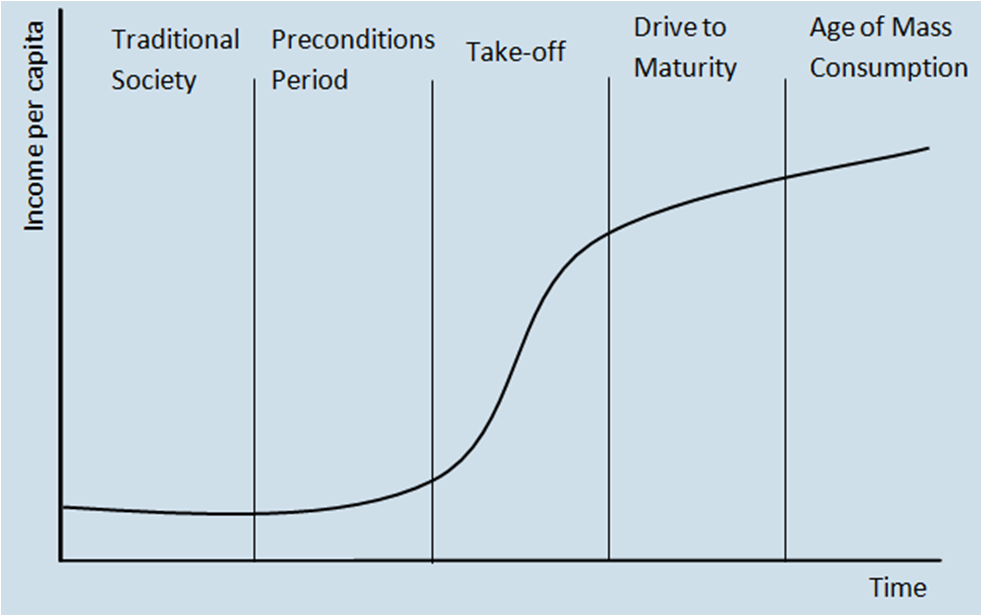 Income per capita
Traditional
Society
Preconditions
Period
Take-off
Drive to
Maturity
Age of Mass
Consumption
Time